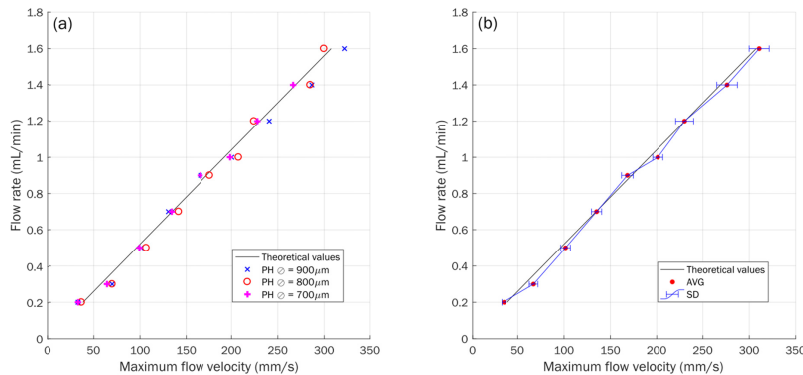 (a)
1.8
1.6
1.4
1.2
1
0.8
0.6
0.4
0.2
0
Flow rate (mL/min)
0 50 100 150 200 250 300 350
Maximum flow velocity (mm/s)
Theoretical values
PH ∅ = 900μm
PH ∅ = 800μm
PH ∅ = 700μm
(b)
1.8
1.6
1.4
1.2
1
0.8
0.6
0.4
0.2
0
Flow rate (mL/min)
0 50 100 150 200 250 300 350
Maximum flow velocity (mm/s)
Theoretical values
AVG
SD